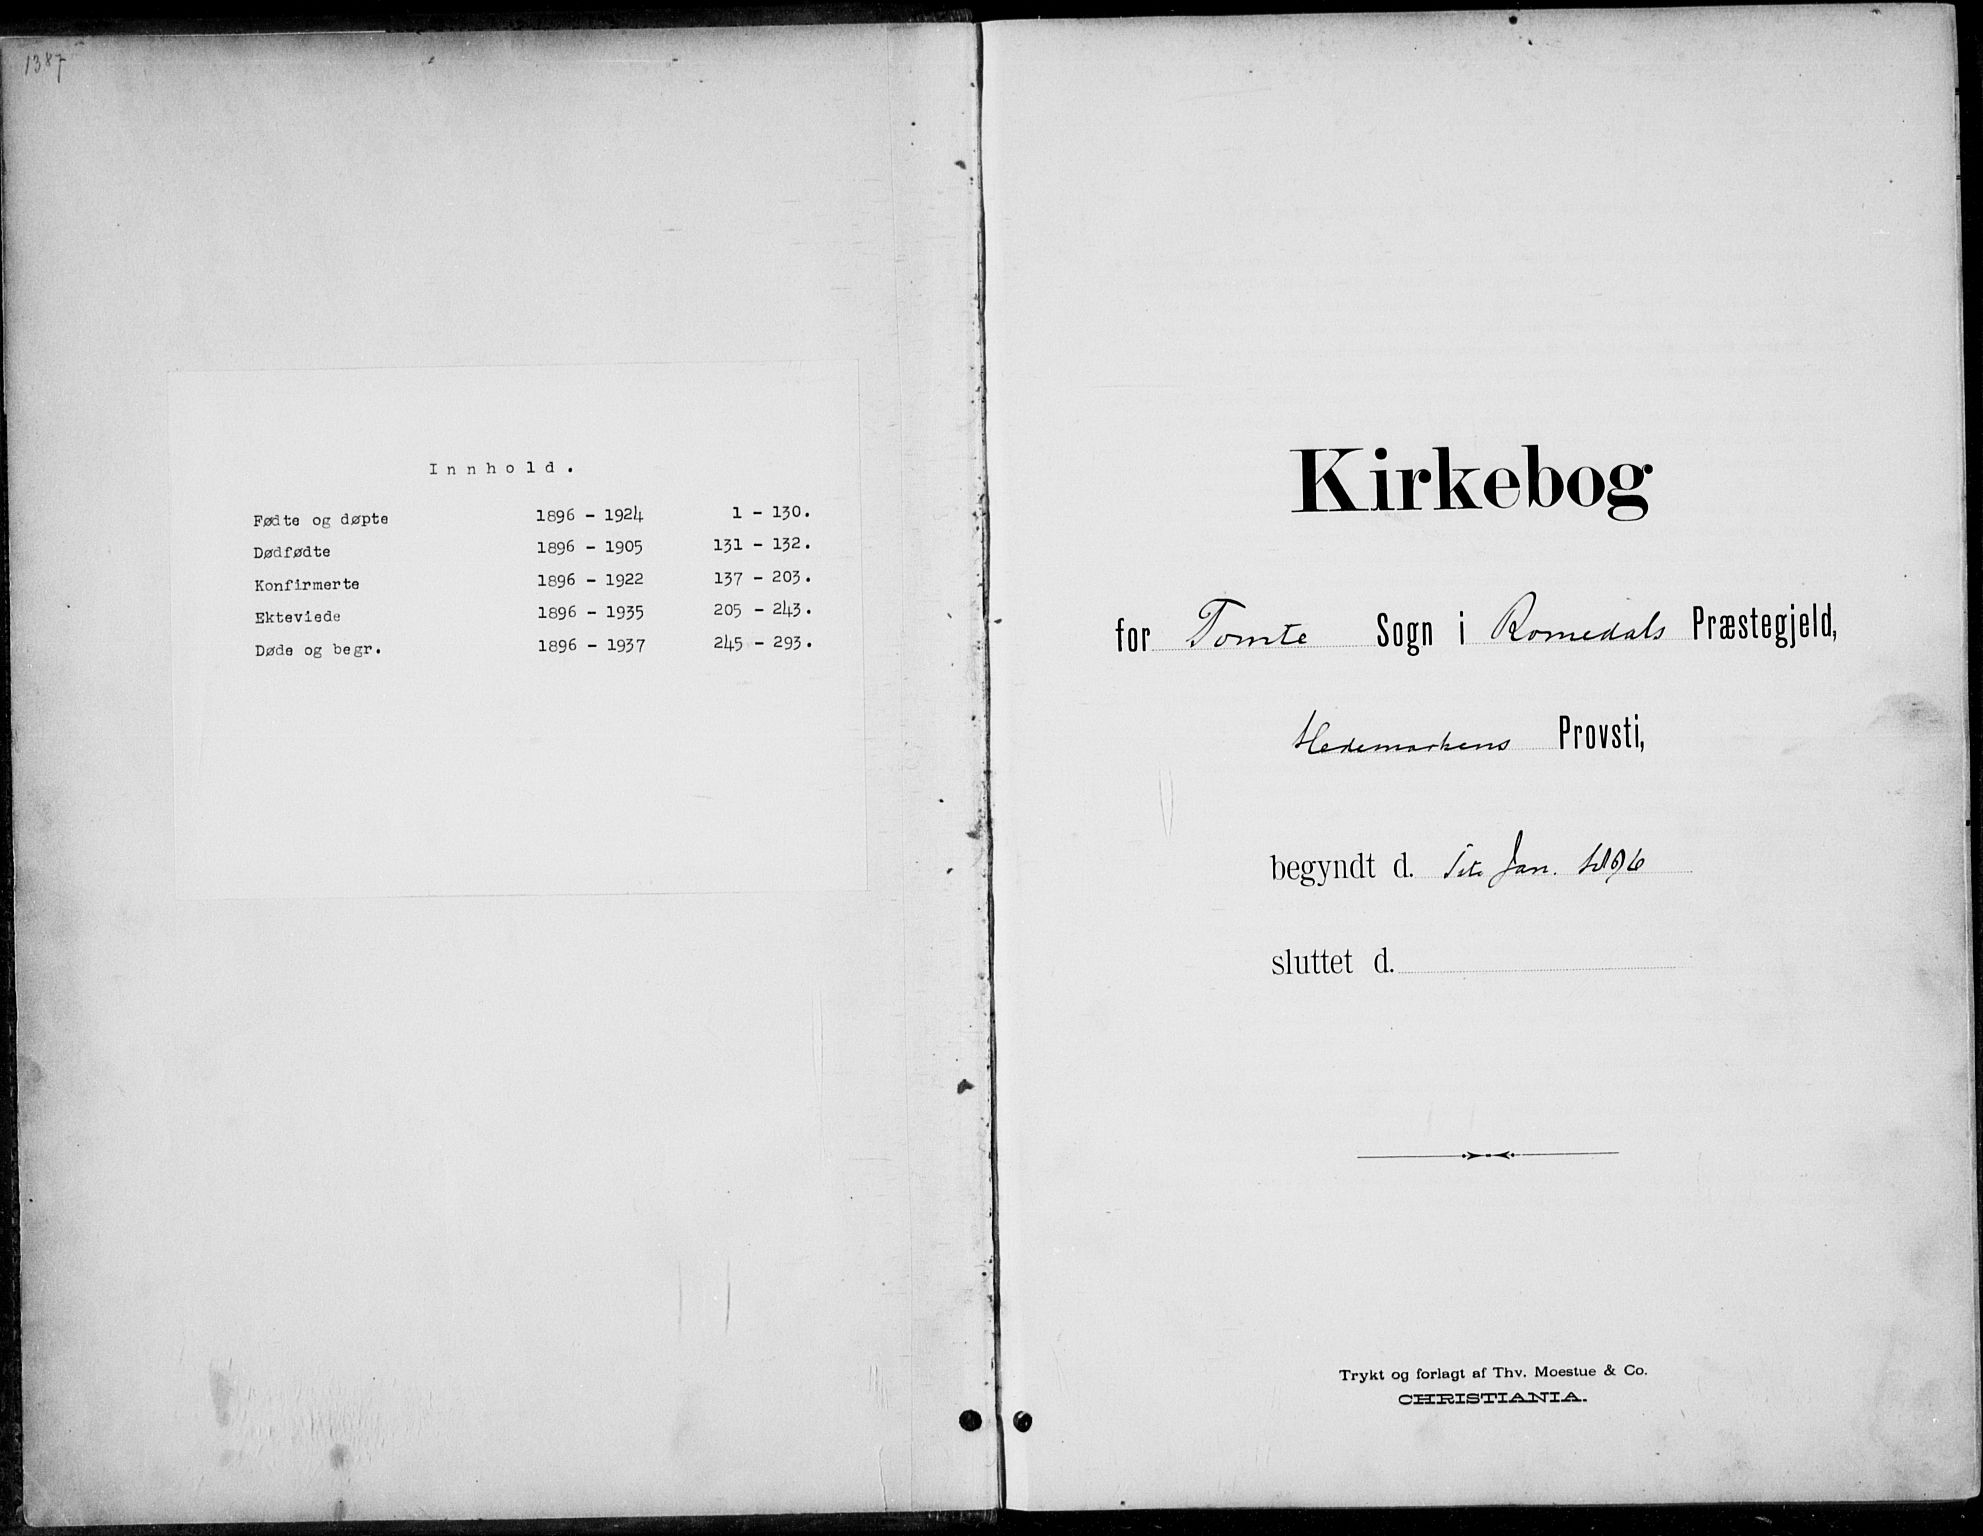 1387
Innhold.
Fødte og døpte 1896 - 1924 1 - 130.
Dødfødte 1896 - 1905 131 - 132.
Konfirmerte 1896 - 1922 137 - 203.
Ekteviede 1896 - 1935 205 - 243.
Døde og begr. 1896 - 1937 245 - 293.
Kirkebog
for Tomte Sogn i Romedals Præstegjeld,
Hedemarkens Provsti,
begyndt d. 1ste Jan. 1896
sluttet d.
Trykt og forlagt af Thv. Moestue & Co.
CHRISTIANIA.